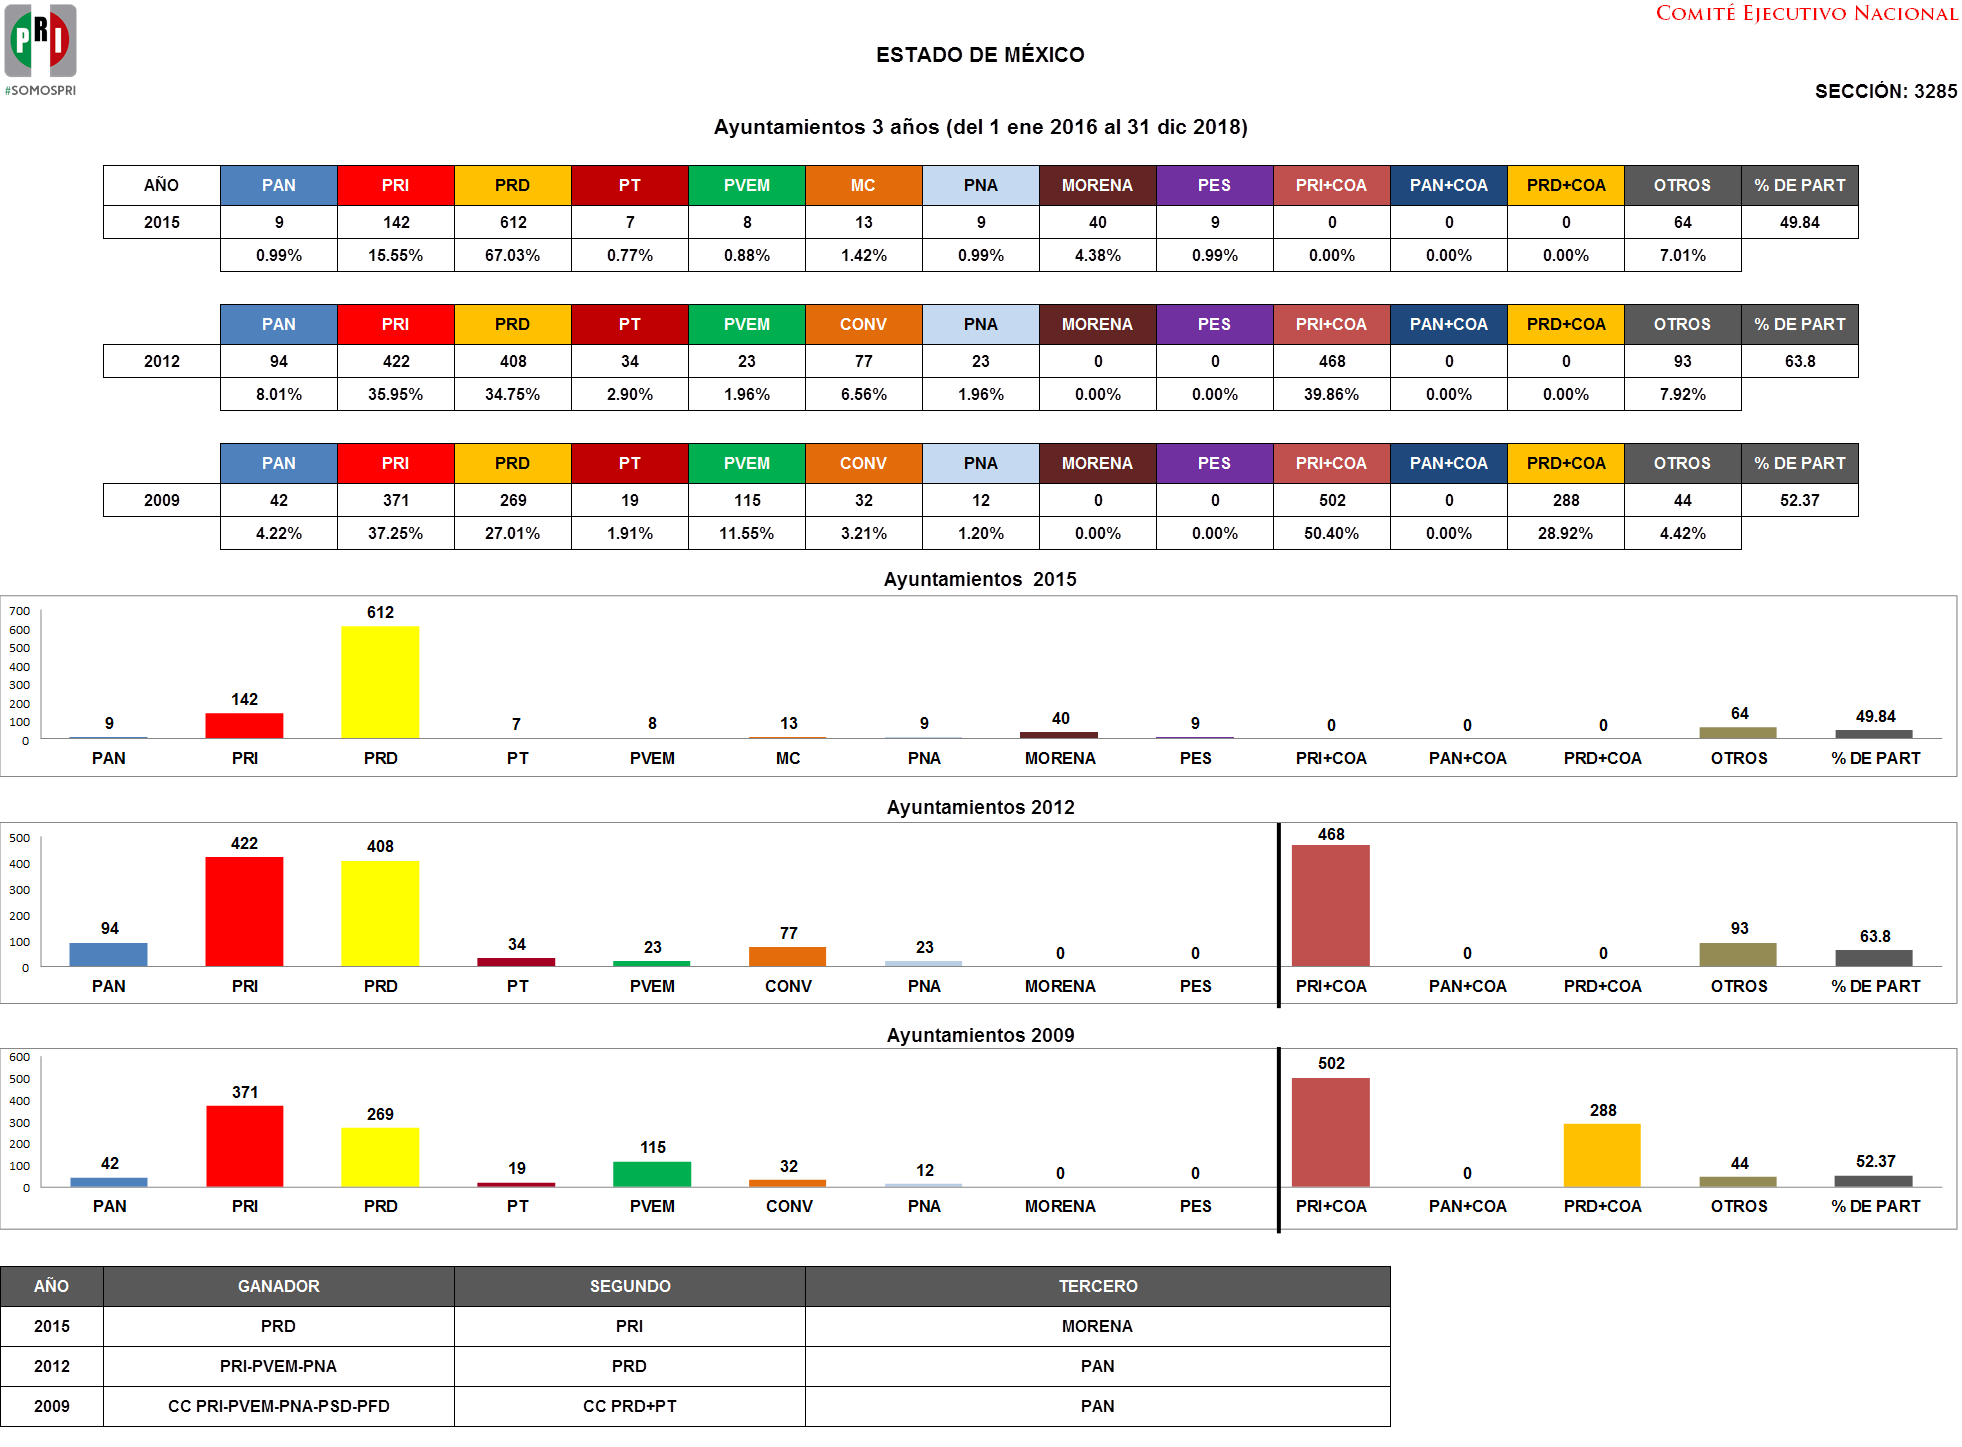 COMITÉ EJECUTIVO NACIONAL
PRI
#SOMOSPRI
ESTADO DE MÉXICO
SECCIÓN: 3285
Ayuntamientos 3 años (del 1 ene 2016 al 31 dic 2018)
AÑO PAN PRI PRD PT PVEM MC PNA MORENA PES PRI+COA PAN+COA PRD+COA OTROS % DE PART
2015 9 142 612 7 8 13 9 40 9 0 0 0 64 49.84
0.99% 15.55% 67.03% 0.77% 0.88% 1.42% 0.99% 4.38% 0.99% 0.00% 0.00% 0.00% 7.01%
PAN PRI PRD PT PVEM CONV PNA MORENA PES PRI+COA PAN+COA PRD+COA OTROS % DE PART
2012 94 422 408 34 23 77 23 0 0 468 0 0 93 63.8
8.01% 35.95% 34.75% 2.90% 1.96% 6.56% 1.96% 0.00% 0.00% 39.86% 0.00% 0.00% 7.92%
PAN PRI PRD PT PVEM CONV PNA MORENA PES PRI+COA PAN+COA PRD+COA OTROS % DE PART
2009 42 371 269 19 115 32 12 0 0 502 0 288 44 52.37
4.22% 37.25% 27.01% 1.91% 11.55% 3.21% 1.20% 0.00% 0.00% 50.40% 0.00% 28.92% 4.42%
Ayuntamientos 2015
700
600
500
400
300
200
100
0
9 142 612 7 8 13 9 40 9 0 0 0 64 49.84
PAN PRI PRD PT PVEM MC PNA MORENA PES PRI+COA PAN+COA PRD+COA OTROS % DE PART
Ayuntamientos 2012
500
400
300
200
100
0
94 422 408 34 23 77 23 0 0 468 0 0 93 63.8
PAN PRI PRD PT PVEM CONV PNA MORENA PES PRI+COA PAN+COA PRD+COA OTROS % DE PART
Ayuntamientos 2009
600
500
400
300
200
100
0
42 371 269 19 115 32 12 0 0 502 0 288 44 52.37
PAN PRI PRD PT PVEM CONV PNA MORENA PES PRI+COA PAN+COA PRD+COA OTROS % DE PART
AÑO GANADOR SEGUNDO TERCERO
2015 PRD PRI MORENA
2012 PRI-PVEM-PNA PRD PAN
2009 CC PRI-PVEM-PNA-PSD-PFD CC PRD+PT PAN